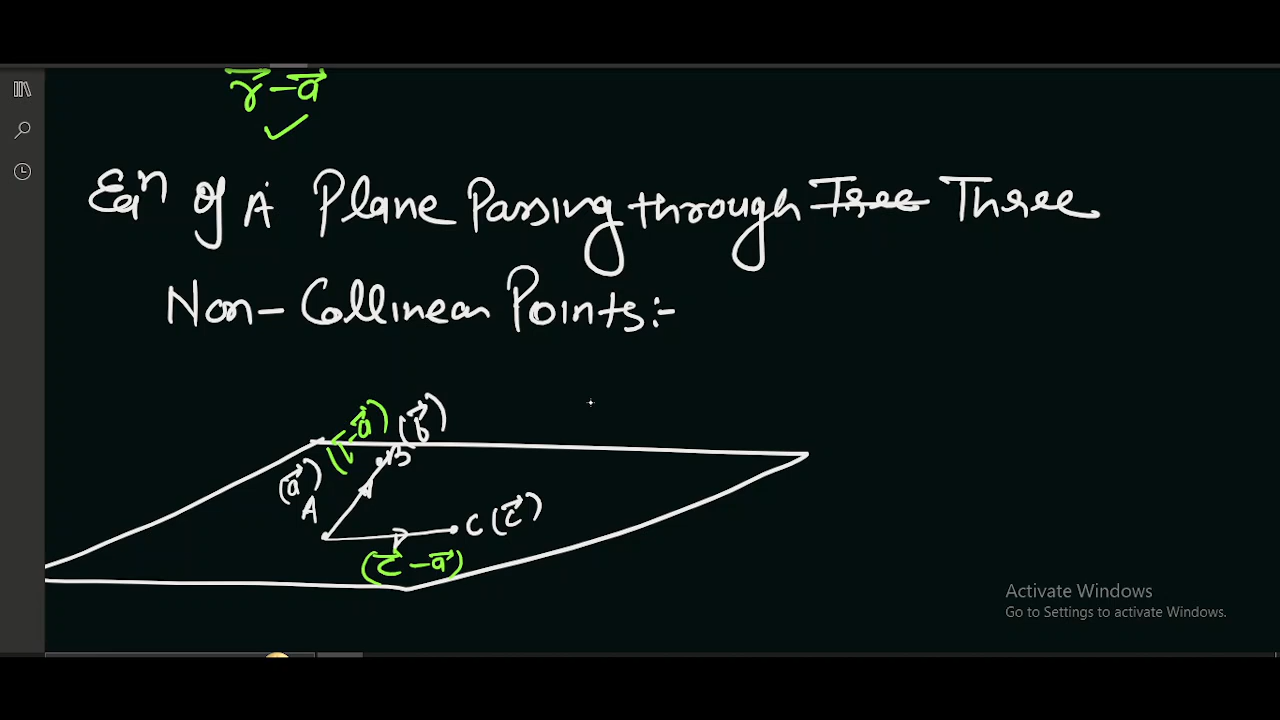 r⃗ - a⃗
Eqⁿ of A Plane Passing through Tree Three
Non-Collinear Points:-
(b⃗)
(b⃗-a⃗)
B
(a⃗)
A
C (c⃗)
(c⃗ - a⃗)
Activate Windows
Go to Settings to activate Windows.